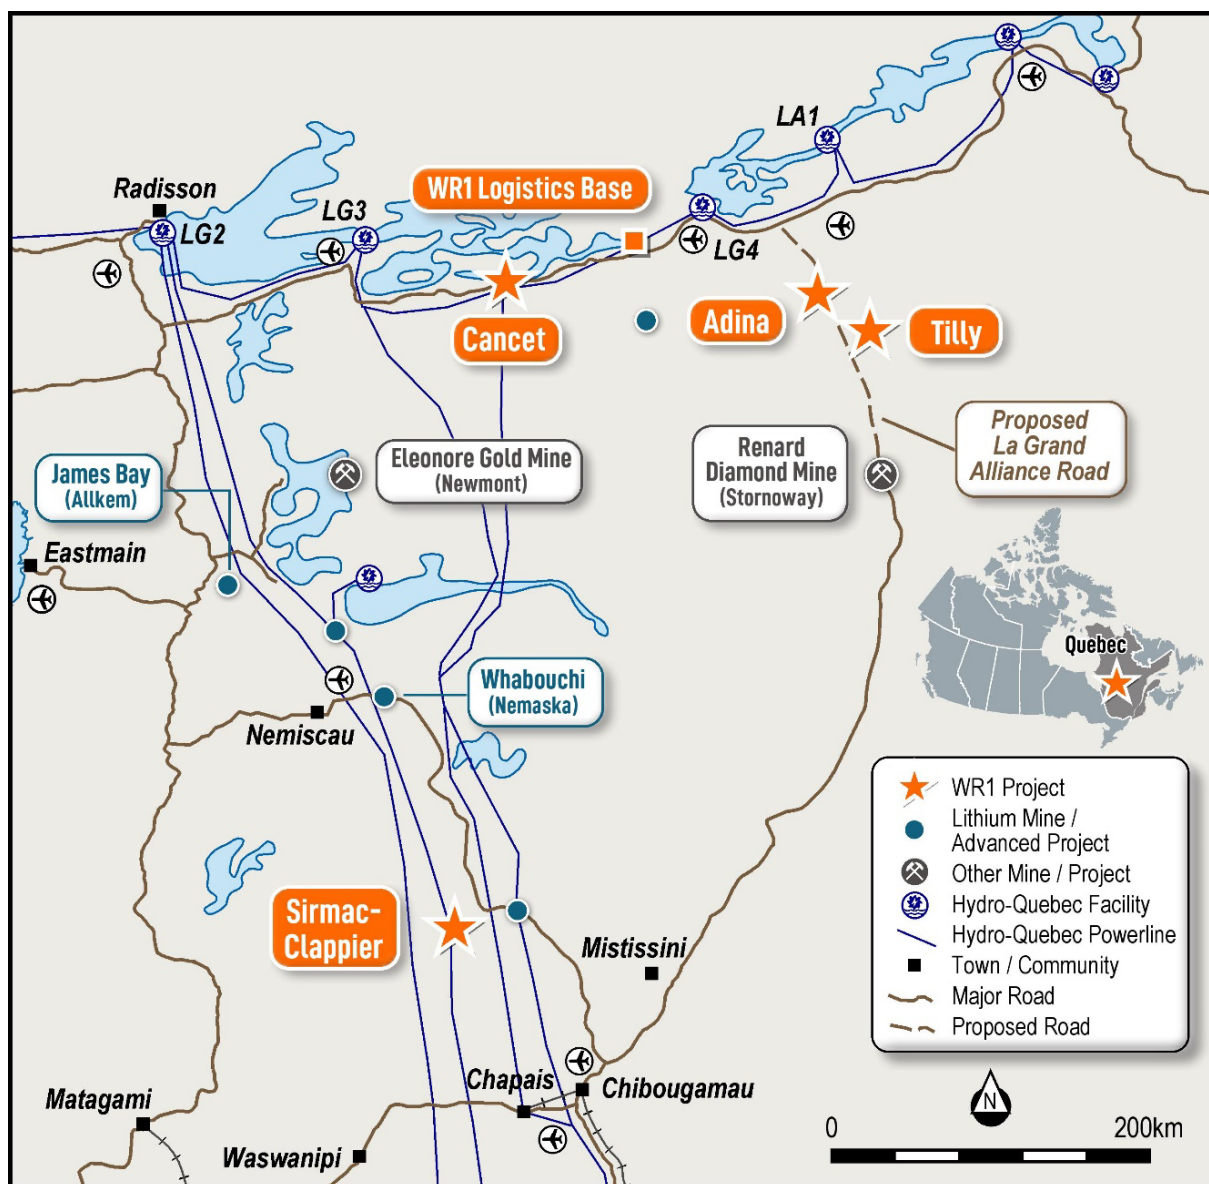 LA1
WR1 Logistics Base
Radisson
LG3
LG2
LG4
Cancet
Adina
Tilly
Proposed
La Grand
Alliance Road
Eleonore Gold Mine
(Newmont)
Renard
Diamond Mine
(Stornoway)
James Bay
(Allkem)
Eastmain
Quebec
Whabouchi
(Nemaska)
Nemiscau
WR1 Project
Lithium Mine /
Advanced Project
Other Mine / Project
Hydro-Quebec Facility
Hydro-Quebec Powerline
Town / Community
Major Road
Proposed Road
Sirmac-
Clappier
Mistissini
Chapais
Chibougamau
Matagami
Waswanipi
N
0 200km